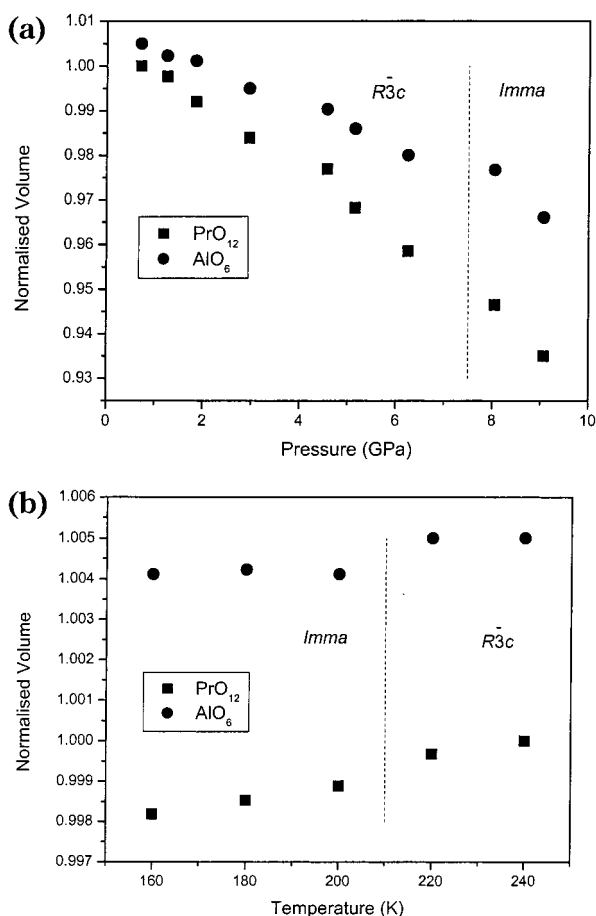 (a)
1.01
1.00
0.99
0.98
0.97
0.96
0.95
0.94
0.93
Normalised Volume
R3̄c
Imma
PrO₁₂
AlO₆
0 2 4 6 8 10
Pressure (GPa)
(b)
1.006
1.005
1.004
1.003
1.002
1.001
1.000
0.999
0.998
0.997
Normalised Volume
Imma
R3̄c
PrO₁₂
AlO₆
160 180 200 220 240
Temperature (K)